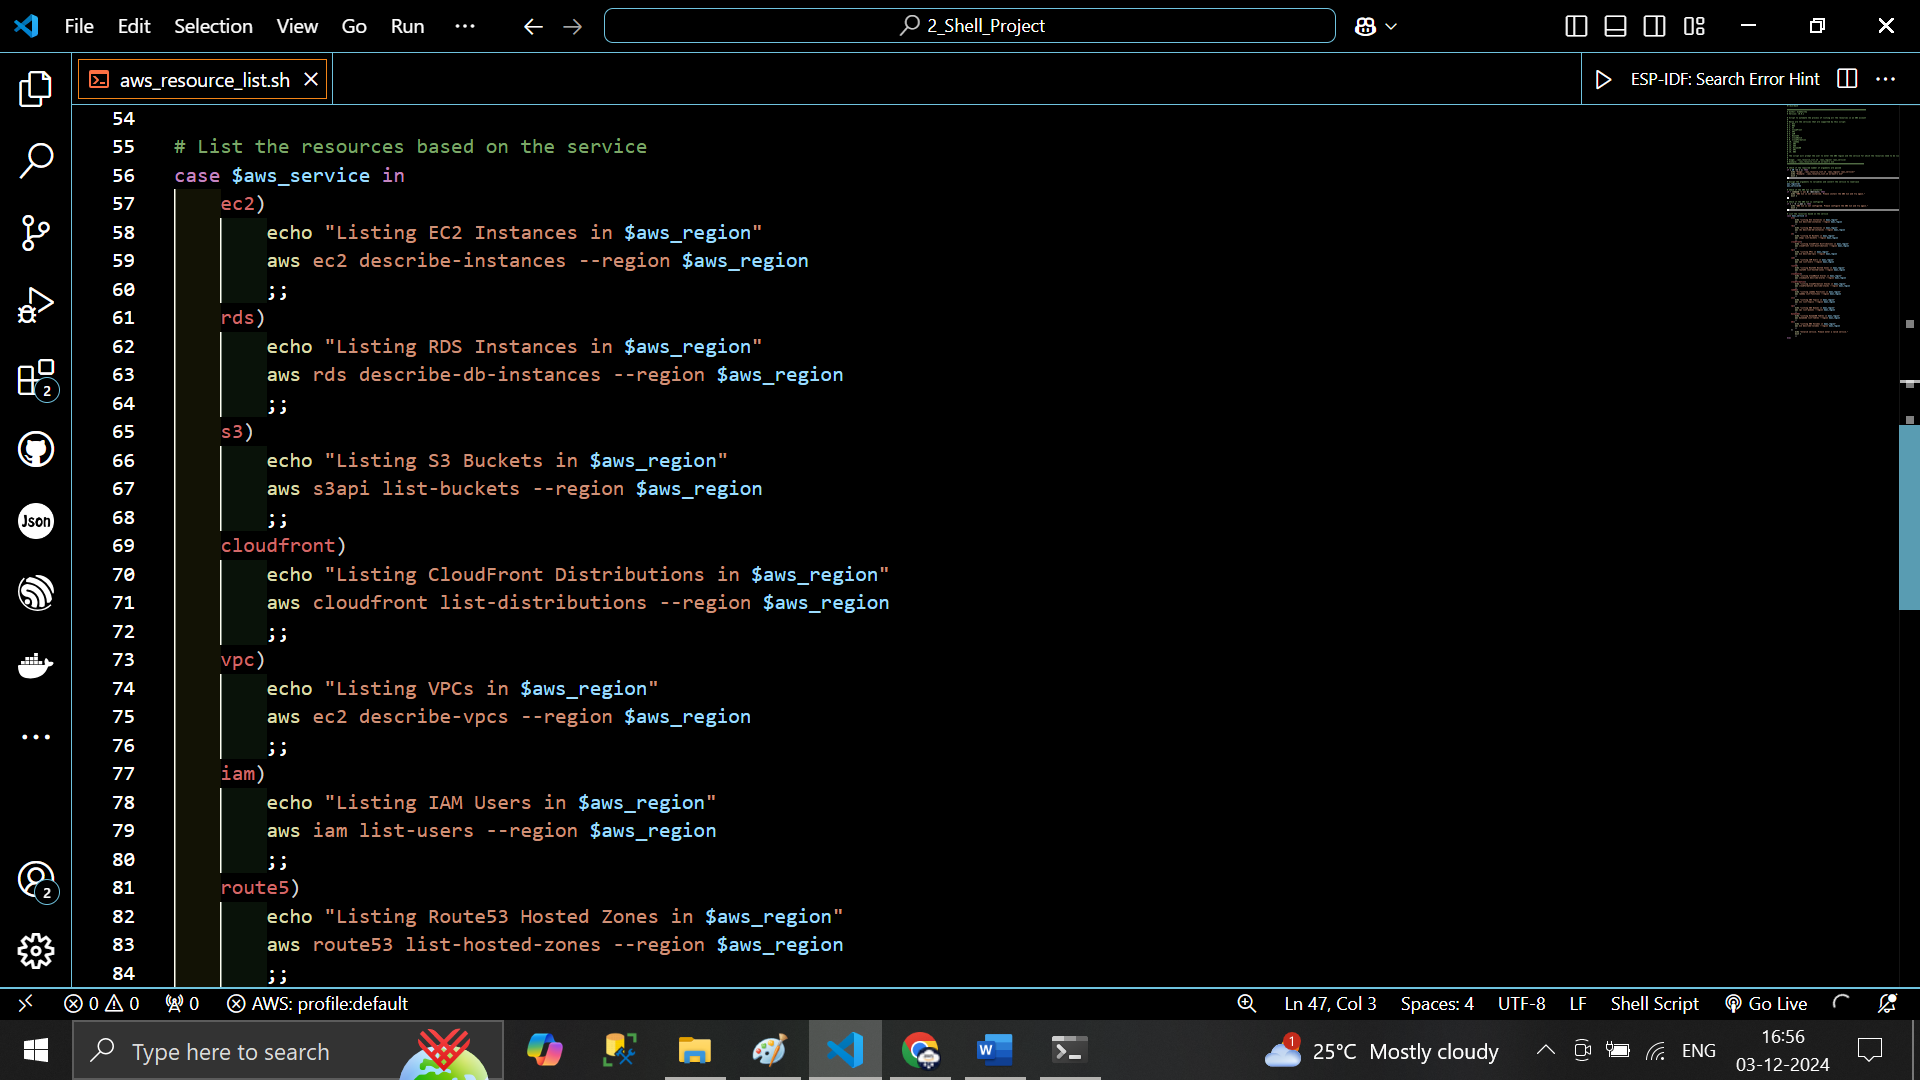 File Edit Selection View Go Run ··· 2_Shell_Project
aws_resource_list.sh ESP-IDF: Search Error Hint
54
55 # List the resources based on the service
56 case $aws_service in
57 ec2)
58 echo "Listing EC2 Instances in $aws_region"
59 aws ec2 describe-instances --region $aws_region
60 ;;
61 rds)
62 echo "Listing RDS Instances in $aws_region"
63 aws rds describe-db-instances --region $aws_region
64 ;;
65 s3)
66 echo "Listing S3 Buckets in $aws_region"
67 aws s3api list-buckets --region $aws_region
68 ;;
69 cloudfront)
70 echo "Listing CloudFront Distributions in $aws_region"
71 aws cloudfront list-distributions --region $aws_region
72 ;;
73 vpc)
74 echo "Listing VPCs in $aws_region"
75 aws ec2 describe-vpcs --region $aws_region
76 ;;
77 iam)
78 echo "Listing IAM Users in $aws_region"
79 aws iam list-users --region $aws_region
80 ;;
81 route5)
82 echo "Listing Route53 Hosted Zones in $aws_region"
83 aws route53 list-hosted-zones --region $aws_region
84 ;;
2
Json
2
0 0 0 AWS: profile:default Ln 47, Col 3 Spaces: 4 UTF-8 LF Shell Script Go Live
Type here to search W 1 25°C Mostly cloudy ENG 16:56
03-12-2024